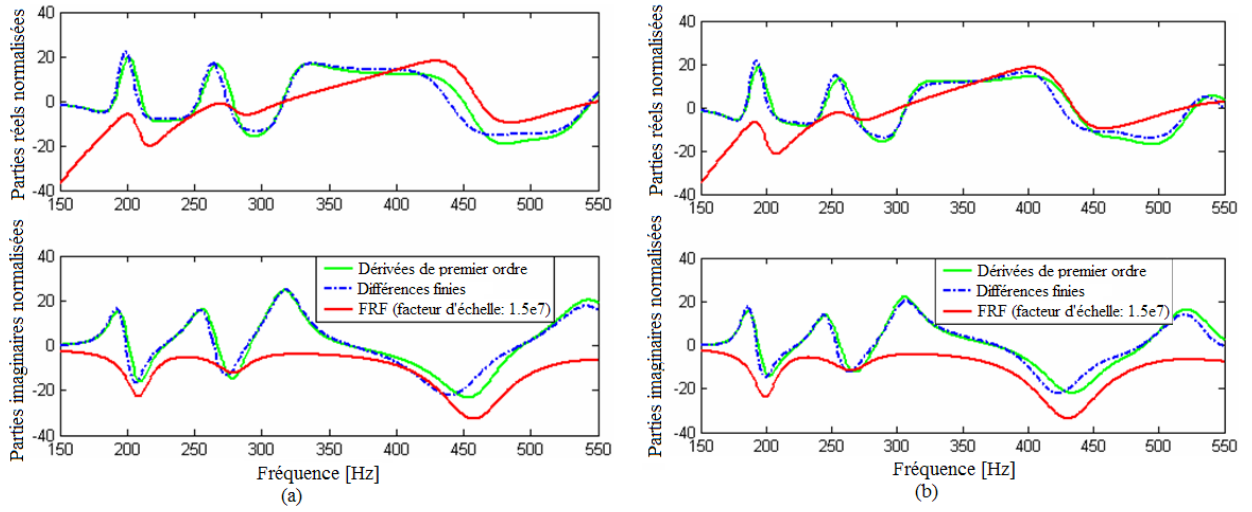 Parties réels normalisées
40
20
0
-20
-40
150 200 250 300 350 400 450 500 550
Parties imaginaires normalisées
40
20
0
-20
-40
Dérivées de premier ordre
Différences finies
FRF (facteur d'échelle: 1.5e7)
150 200 250 300 350 400 450 500 550
Fréquence [Hz]
(a)
Parties réels normalisées
40
20
0
-20
-40
150 200 250 300 350 400 450 500 550
Parties imaginaires normalisées
40
20
0
-20
-40
Dérivées de premier ordre
Différences finies
FRF (facteur d'échelle: 1.5e7)
150 200 250 300 350 400 450 500 550
Fréquence [Hz]
(b)